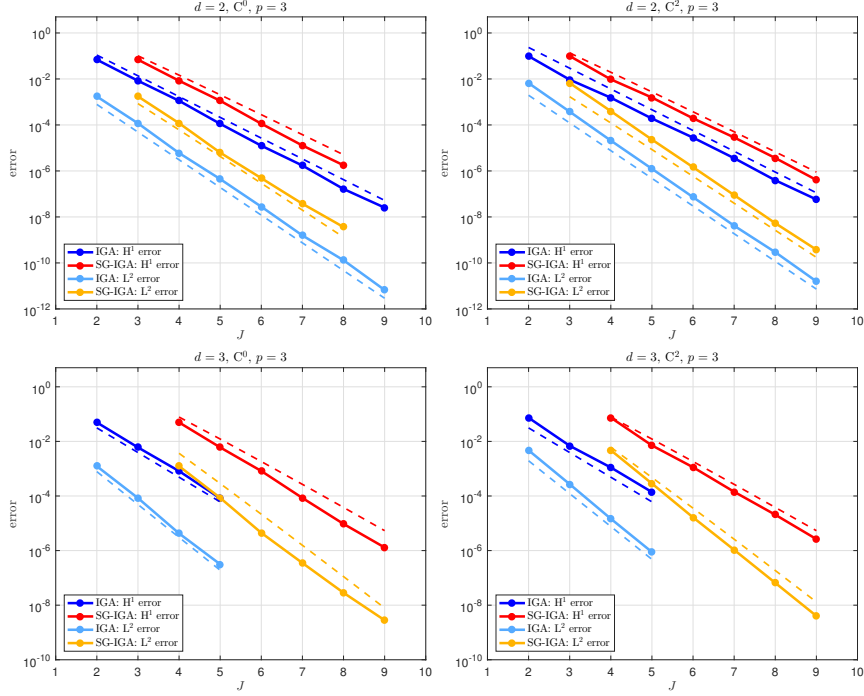 d = 2, C⁰, p = 3
error
10⁰
10⁻²
10⁻⁴
10⁻⁶
10⁻⁸
10⁻¹⁰
10⁻¹²
IGA: H¹ error
SG-IGA: H¹ error
IGA: L² error
SG-IGA: L² error
1 2 3 4 5 6 7 8 9 10
J
d = 2, C², p = 3
error
10⁰
10⁻²
10⁻⁴
10⁻⁶
10⁻⁸
10⁻¹⁰
10⁻¹²
IGA: H¹ error
SG-IGA: H¹ error
IGA: L² error
SG-IGA: L² error
1 2 3 4 5 6 7 8 9 10
J
d = 3, C⁰, p = 3
error
10⁰
10⁻²
10⁻⁴
10⁻⁶
10⁻⁸
10⁻¹⁰
IGA: H¹ error
SG-IGA: H¹ error
IGA: L² error
SG-IGA: L² error
1 2 3 4 5 6 7 8 9 10
J
d = 3, C², p = 3
error
10⁰
10⁻²
10⁻⁴
10⁻⁶
10⁻⁸
10⁻¹⁰
IGA: H¹ error
SG-IGA: H¹ error
IGA: L² error
SG-IGA: L² error
1 2 3 4 5 6 7 8 9 10
J